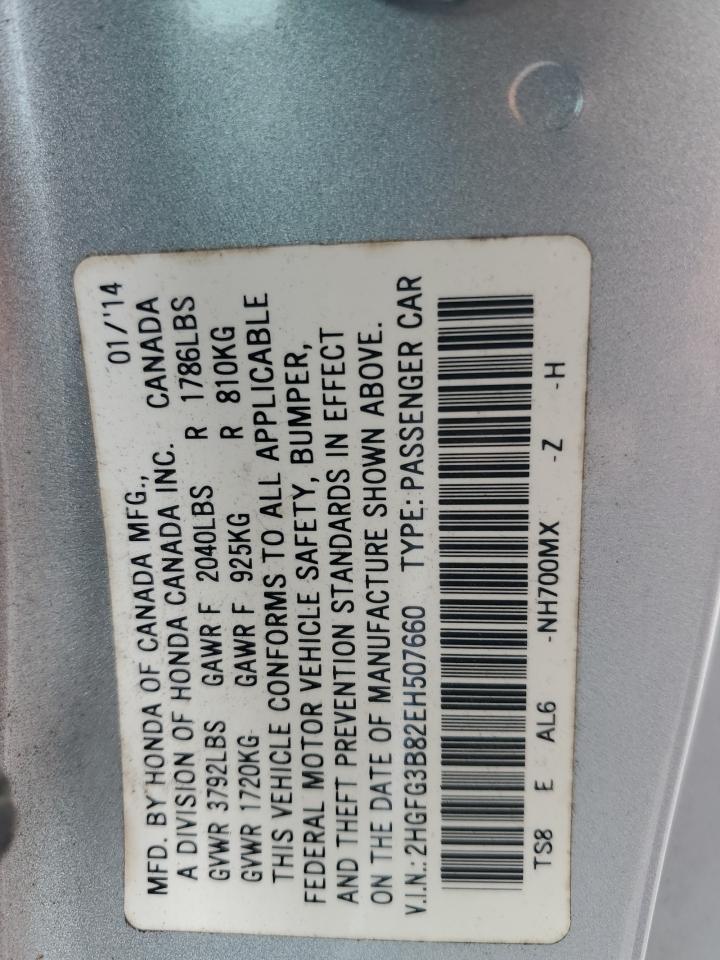 01/'14
MFD. BY HONDA OF CANADA MFG.,
A DIVISION OF HONDA CANADA INC. CANADA
GVWR 3792LBS GAWR F 2040LBS R 1786LBS
GVWR 1720KG GAWR F 925KG R 810KG
THIS VEHICLE CONFORMS TO ALL APPLICABLE
FEDERAL MOTOR VEHICLE SAFETY, BUMPER,
AND THEFT PREVENTION STANDARDS IN EFFECT
ON THE DATE OF MANUFACTURE SHOWN ABOVE.
V.I.N.: 2HGFG3B82EH507660 TYPE: PASSENGER CAR
TS8 E AL6 -NH700MX -Z -H